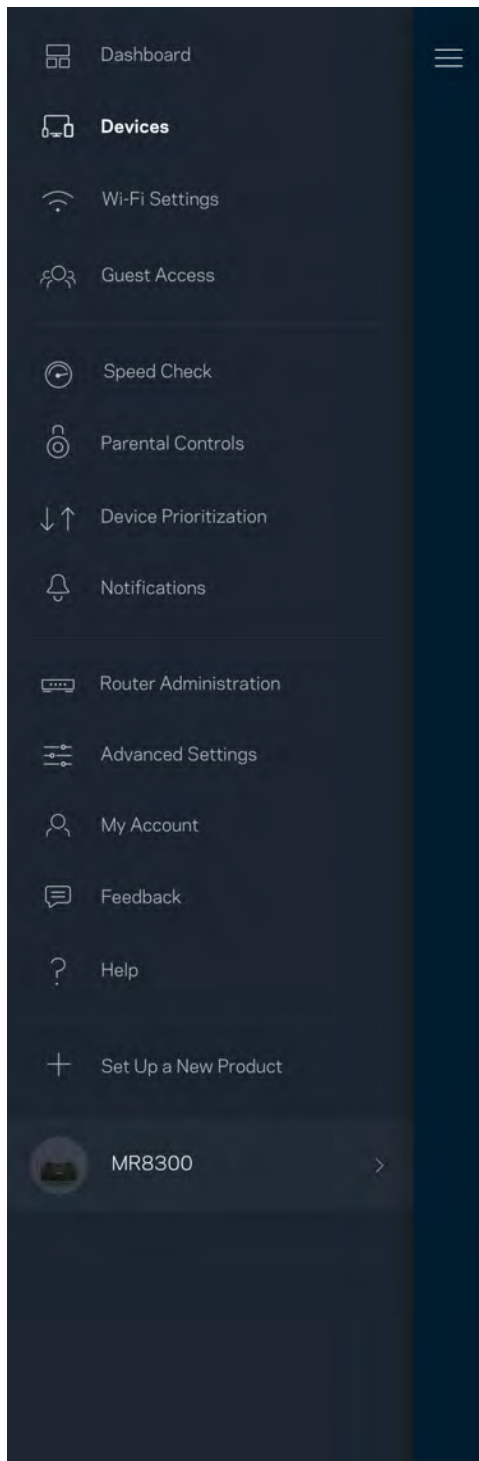 Dashboard
Devices
Wi-Fi Settings
Guest Access
Speed Check
Parental Controls
Device Prioritization
Notifications
Router Administration
Advanced Settings
My Account
Feedback
Help
Set Up a New Product
MR8300